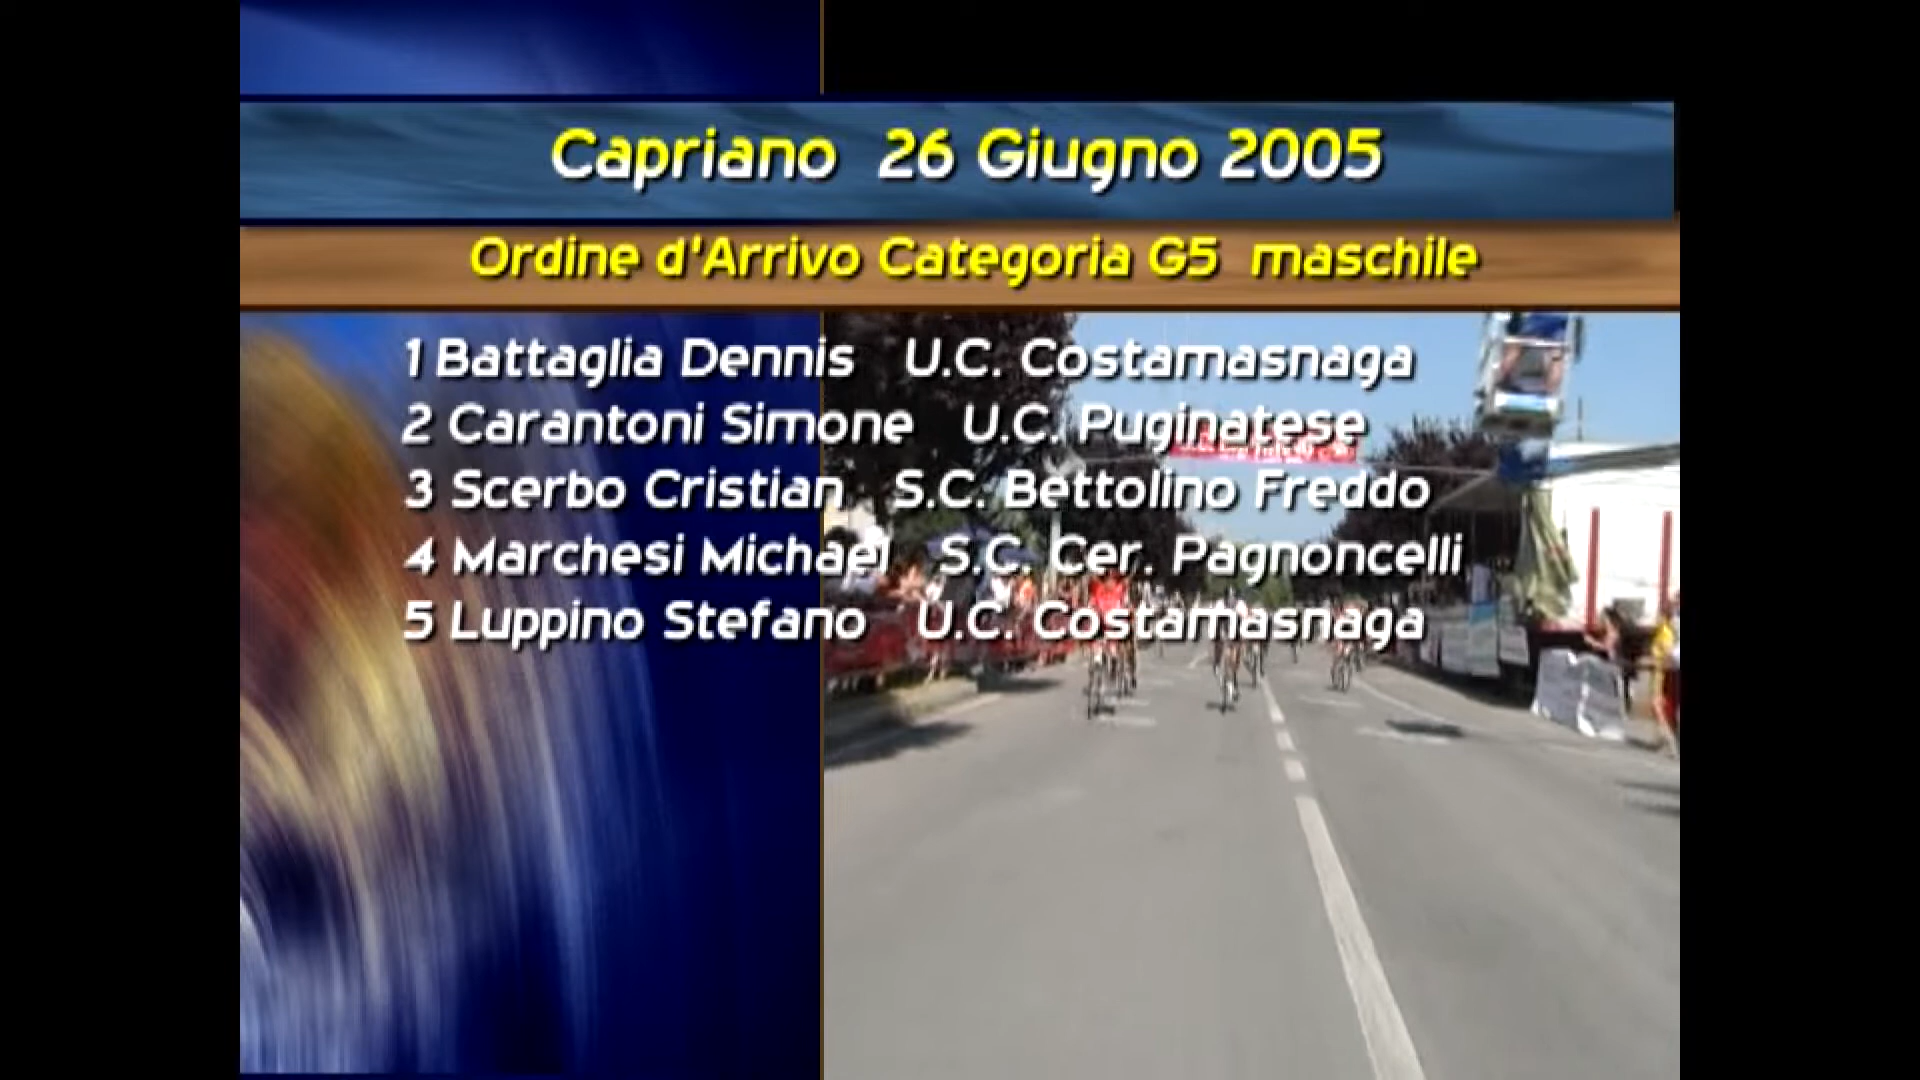 Capriano 26 Giugno 2005
Ordine d'Arrivo Categoria G5 maschile
1 Battaglia Dennis U.C. Costamasnaga
2 Carantoni Simone U.C. Puginatese
3 Scerbo Cristian S.C. Bettolino Freddo
4 Marchesi Michael S.C. Cer. Pagnoncelli
5 Luppino Stefano U.C. Costamasnaga